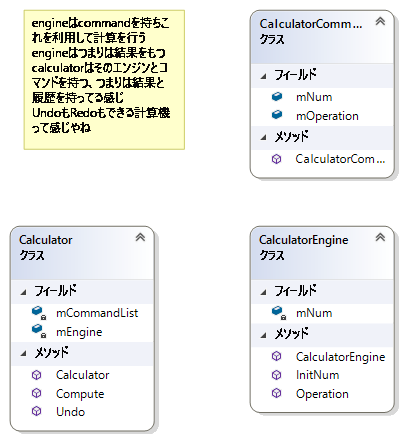 engineはcommandを持ちこ
れを利用して計算を行う
engineはつまりは結果をもつ
calculatorはそのエンジンとコ
マンドを持つ、つまりは結果と
履歴を持ってる感じ
UndoもRedoもできる計算機
って感じやね
CalculatorComm...
クラス
フィールド
mNum
mOperation
メソッド
CalculatorCom...
Calculator
クラス
フィールド
mCommandList
mEngine
メソッド
Calculator
Compute
Undo
CalculatorEngine
クラス
フィールド
mNum
メソッド
CalculatorEngine
InitNum
Operation